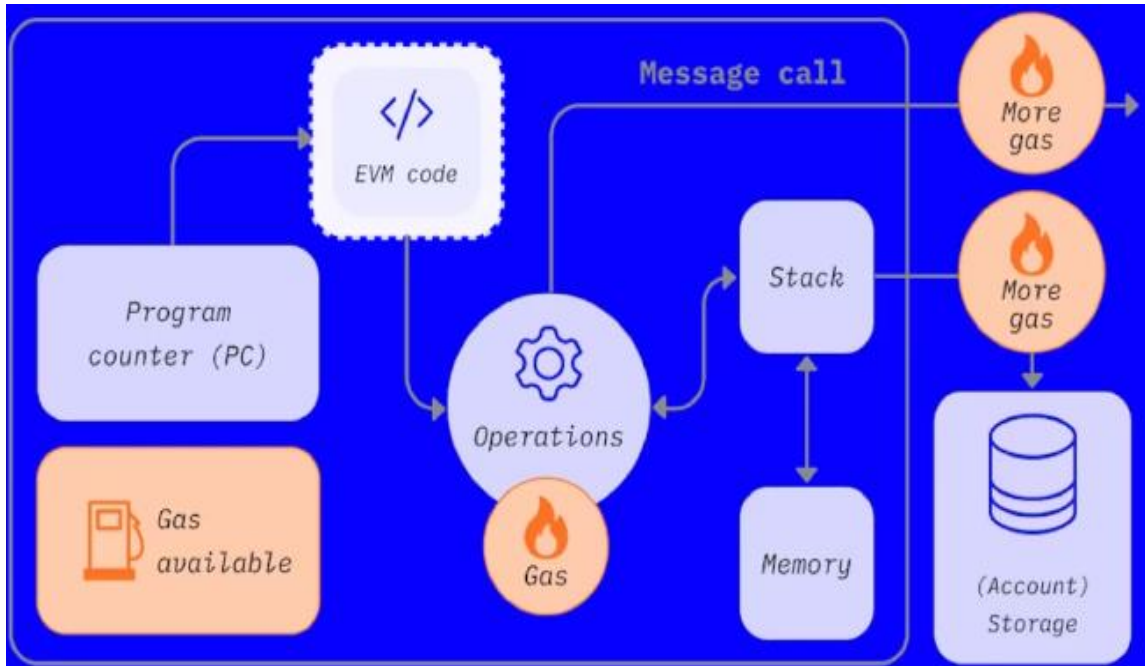 Message call
More
gas
</>
EVM code
More
gas
Stack
Program
counter (PC)
Operations
Gas
available
Gas
Memory
(Account)
Storage